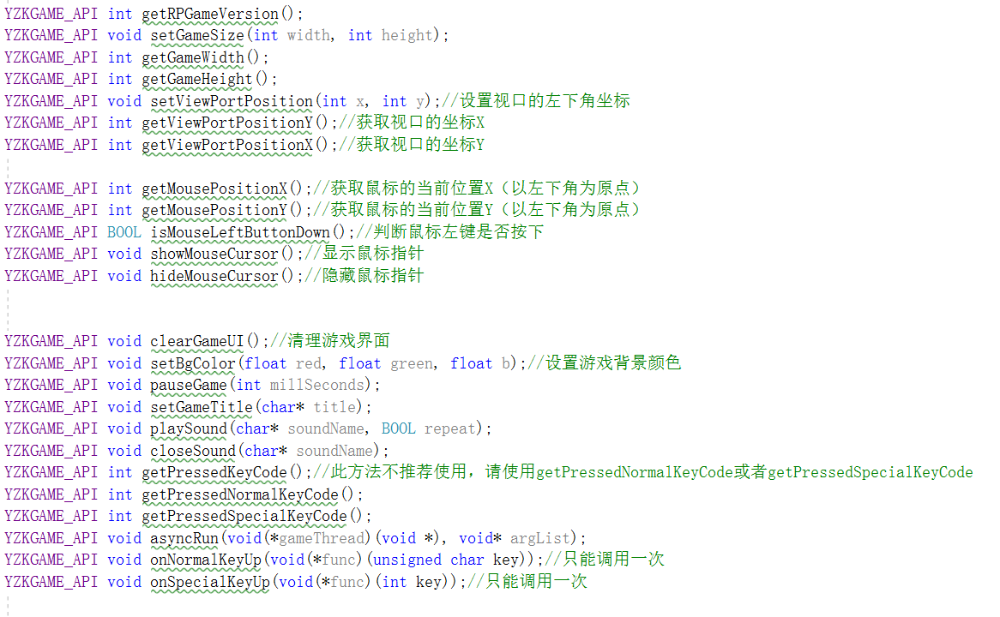 YZKGAME_API int getRPGameVersion();
YZKGAME_API void setGameSize(int width, int height);
YZKGAME_API int getGameWidth();
YZKGAME_API int getGameHeight();
YZKGAME_API void setViewPortPosition(int x, int y);//设置视口的左下角坐标
YZKGAME_API int getViewPortPositionY();//获取视口的坐标X
YZKGAME_API int getViewPortPositionX();//获取视口的坐标Y
YZKGAME_API int getMousePositionX();//获取鼠标的当前位置X（以左下角为原点）
YZKGAME_API int getMousePositionY();//获取鼠标的当前位置Y（以左下角为原点）
YZKGAME_API BOOL isMouseLeftButtonDown();//判断鼠标左键是否按下
YZKGAME_API void showMouseCursor();//显示鼠标指针
YZKGAME_API void hideMouseCursor();//隐藏鼠标指针
YZKGAME_API void clearGameUI();//清理游戏界面
YZKGAME_API void setBgColor(float red, float green, float b);//设置游戏背景颜色
YZKGAME_API void pauseGame(int millSeconds);
YZKGAME_API void setGameTitle(char* title);
YZKGAME_API void playSound(char* soundName, BOOL repeat);
YZKGAME_API void closeSound(char* soundName);
YZKGAME_API int getPressedKeyCode();//此方法不推荐使用，请使用getPressedNormalKeyCode或者getPressedSpecialKeyCode
YZKGAME_API int getPressedNormalKeyCode();
YZKGAME_API int getPressedSpecialKeyCode();
YZKGAME_API void asyncRun(void(*gameThread)(void *), void* argList);
YZKGAME_API void onNormalKeyUp(void(*func)(unsigned char key));//只能调用一次
YZKGAME_API void onSpecialKeyUp(void(*func)(int key));//只能调用一次